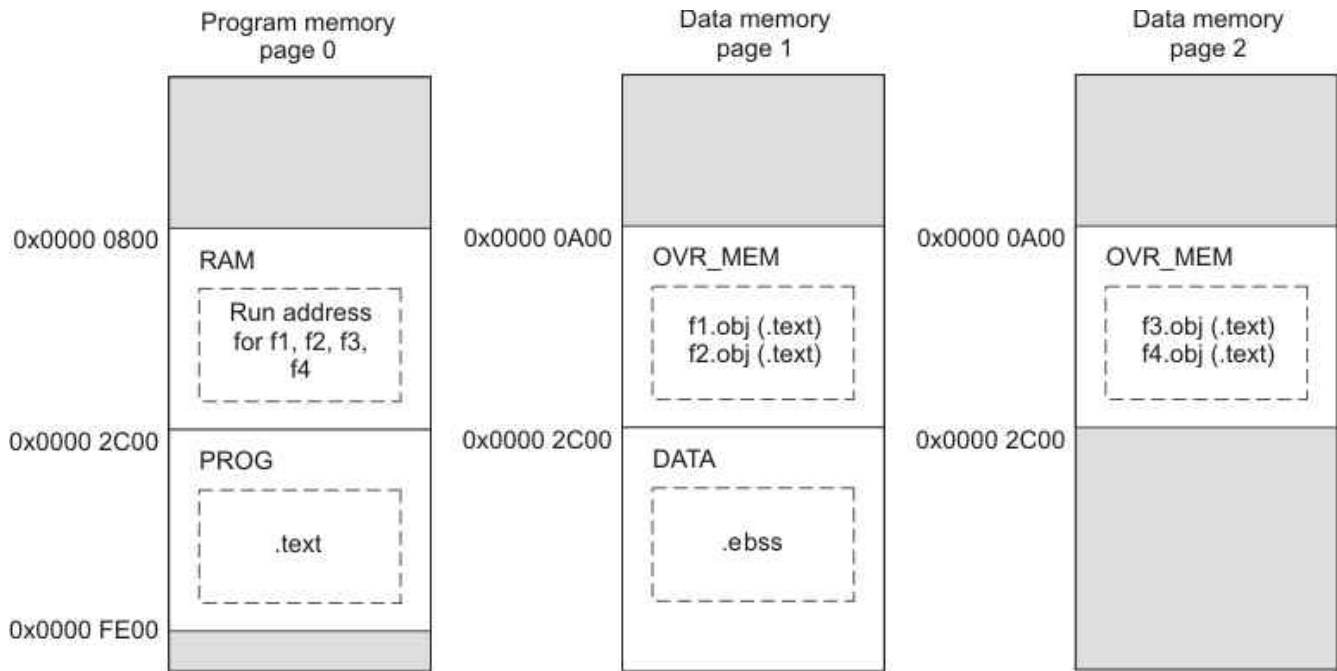 Program memory
page 0
Data memory
page 1
Data memory
page 2
0x0000 0800
RAM
Run address
for f1, f2, f3,
f4
0x0000 2C00
PROG
.text
0x0000 FE00
0x0000 0A00
OVR_MEM
f1.obj (.text)
f2.obj (.text)
0x0000 2C00
DATA
.ebss
0x0000 0A00
OVR_MEM
f3.obj (.text)
f4.obj (.text)
0x0000 2C00